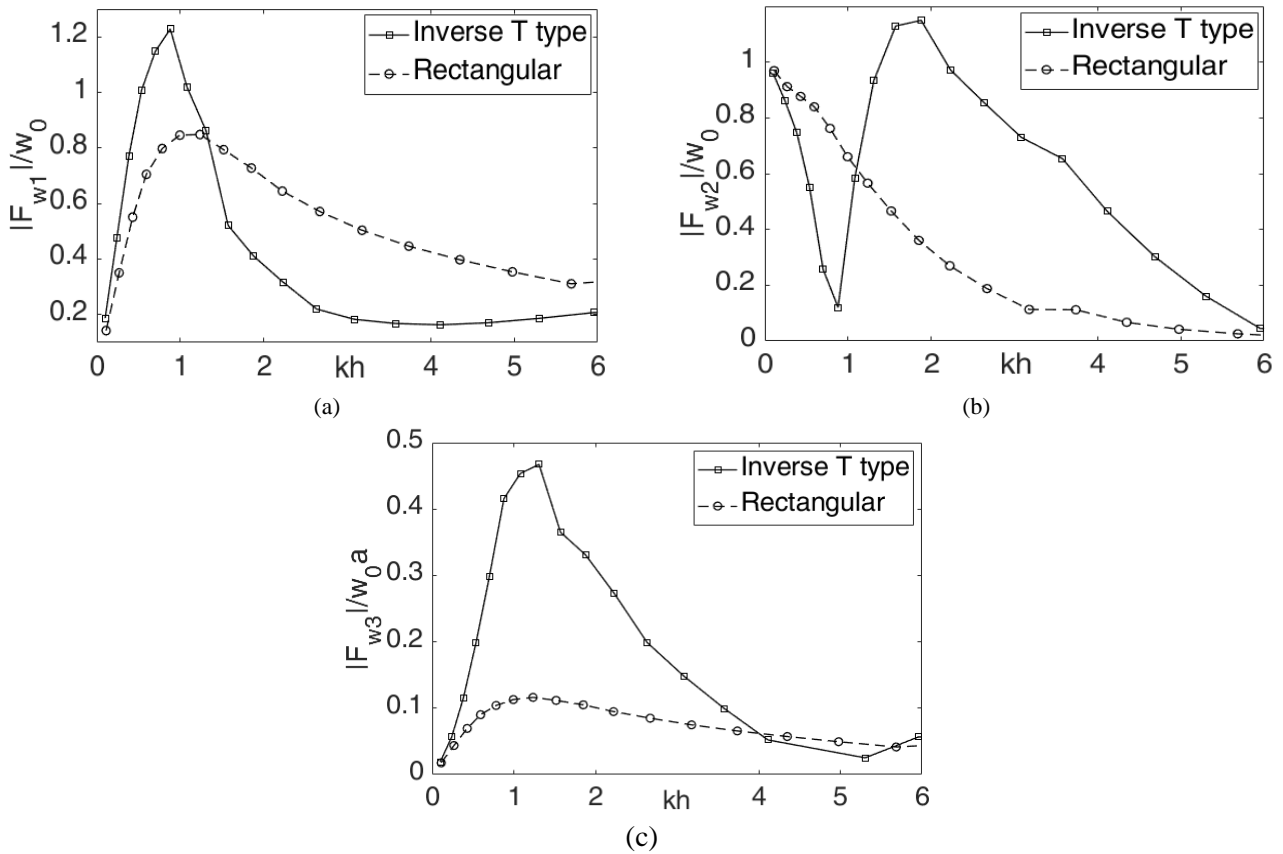 1.2
1
0.8
0.6
0.4
0.2
|F_w1|/w_0
Inverse T type
Rectangular
0 1 2 kh 4 5 6
(a)
1
0.8
0.6
0.4
0.2
0
|F_w2|/w_0
Inverse T type
Rectangular
0 1 2 kh 4 5 6
(b)
0.5
0.4
0.3
0.2
0.1
0
|F_w3|/w_0a
Inverse T type
Rectangular
0 1 2 kh 4 5 6
(c)